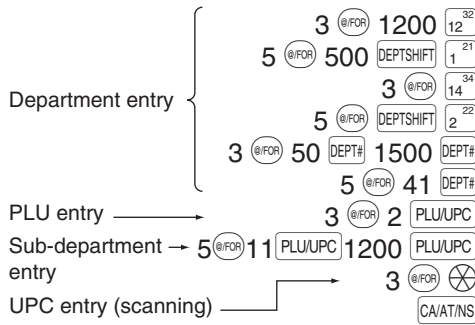 3 @/FOR 1200 12 32
5 @/FOR 500 DEPTSHIFT 1 21
Department entry
3 @/FOR 14 34
5 @/FOR DEPTSHIFT 2 22
3 @/FOR 50 DEPT# 1500 DEPT#
5 @/FOR 41 DEPT#
PLU entry 3 @/FOR 2 PLU/UPC
Sub-department entry 5 @/FOR 11 PLU/UPC 1200 PLU/UPC
UPC entry (scanning) 3 @/FOR
CA/AT/NS